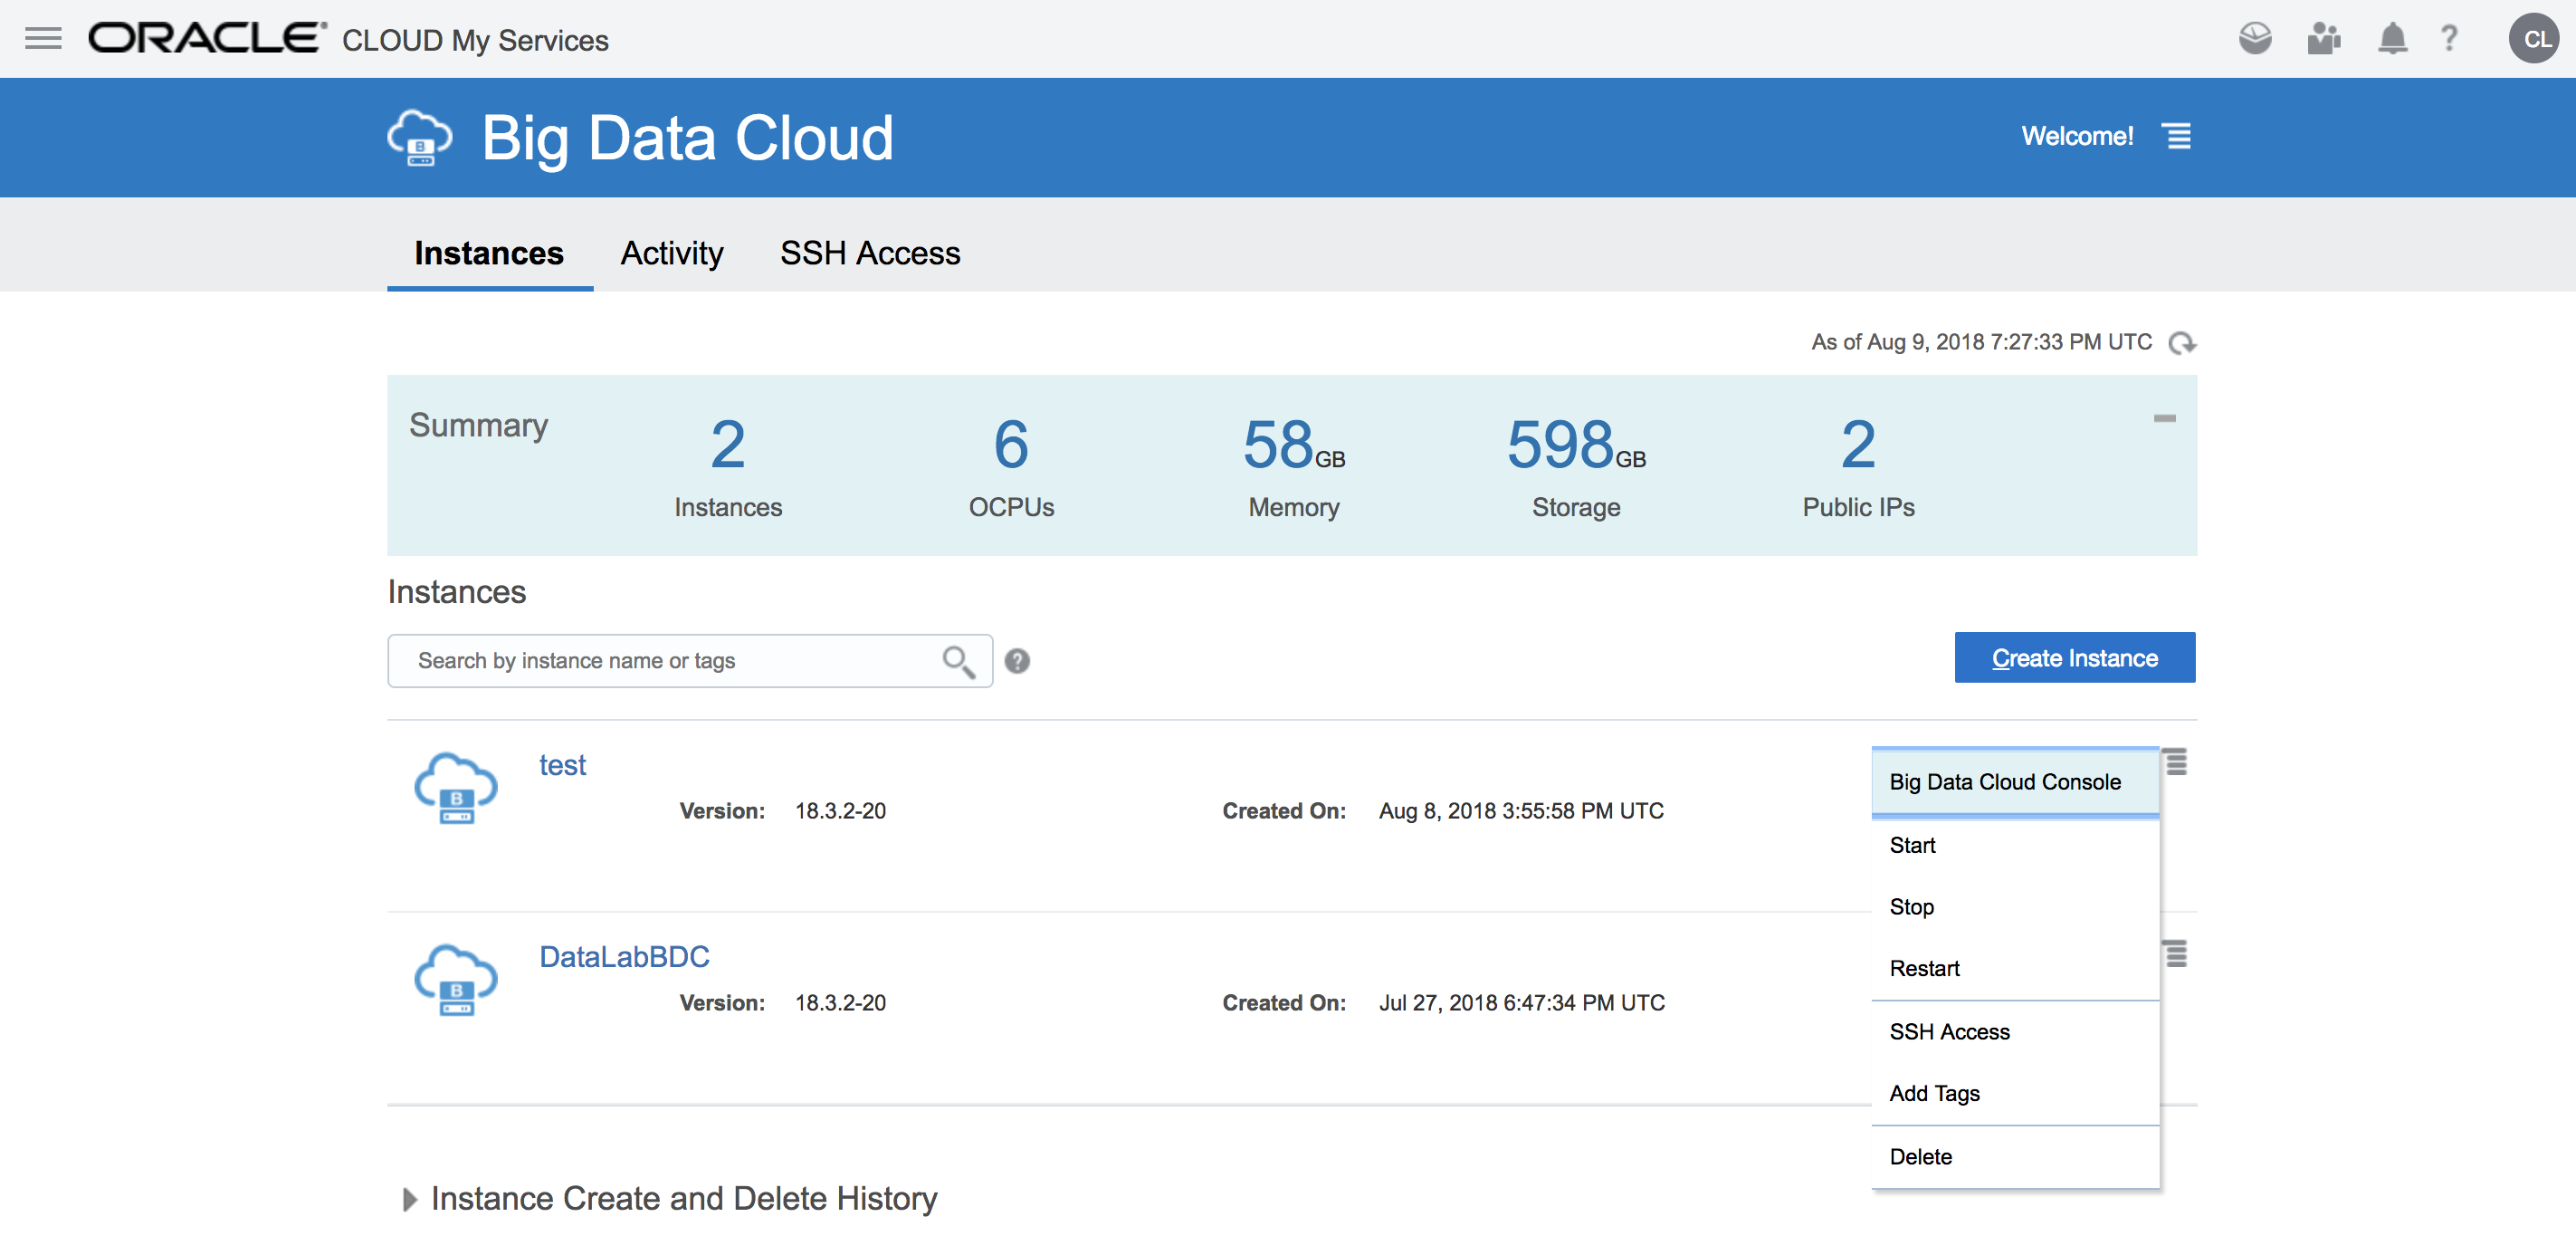 ORACLE® CLOUD My Services
? CL
B Big Data Cloud
Welcome!
Instances Activity SSH Access
As of Aug 9, 2018 7:27:33 PM UTC
Summary
2 6 58GB 598GB 2
Instances OCPUs Memory Storage Public IPs
Instances
Search by instance name or tags ?
Create Instance
test
B
Version: 18.3.2-20 Created On: Aug 8, 2018 3:55:58 PM UTC
DataLabBDC
B
Version: 18.3.2-20 Created On: Jul 27, 2018 6:47:34 PM UTC
Big Data Cloud Console
Start
Stop
Restart
SSH Access
Add Tags
Delete
Instance Create and Delete History